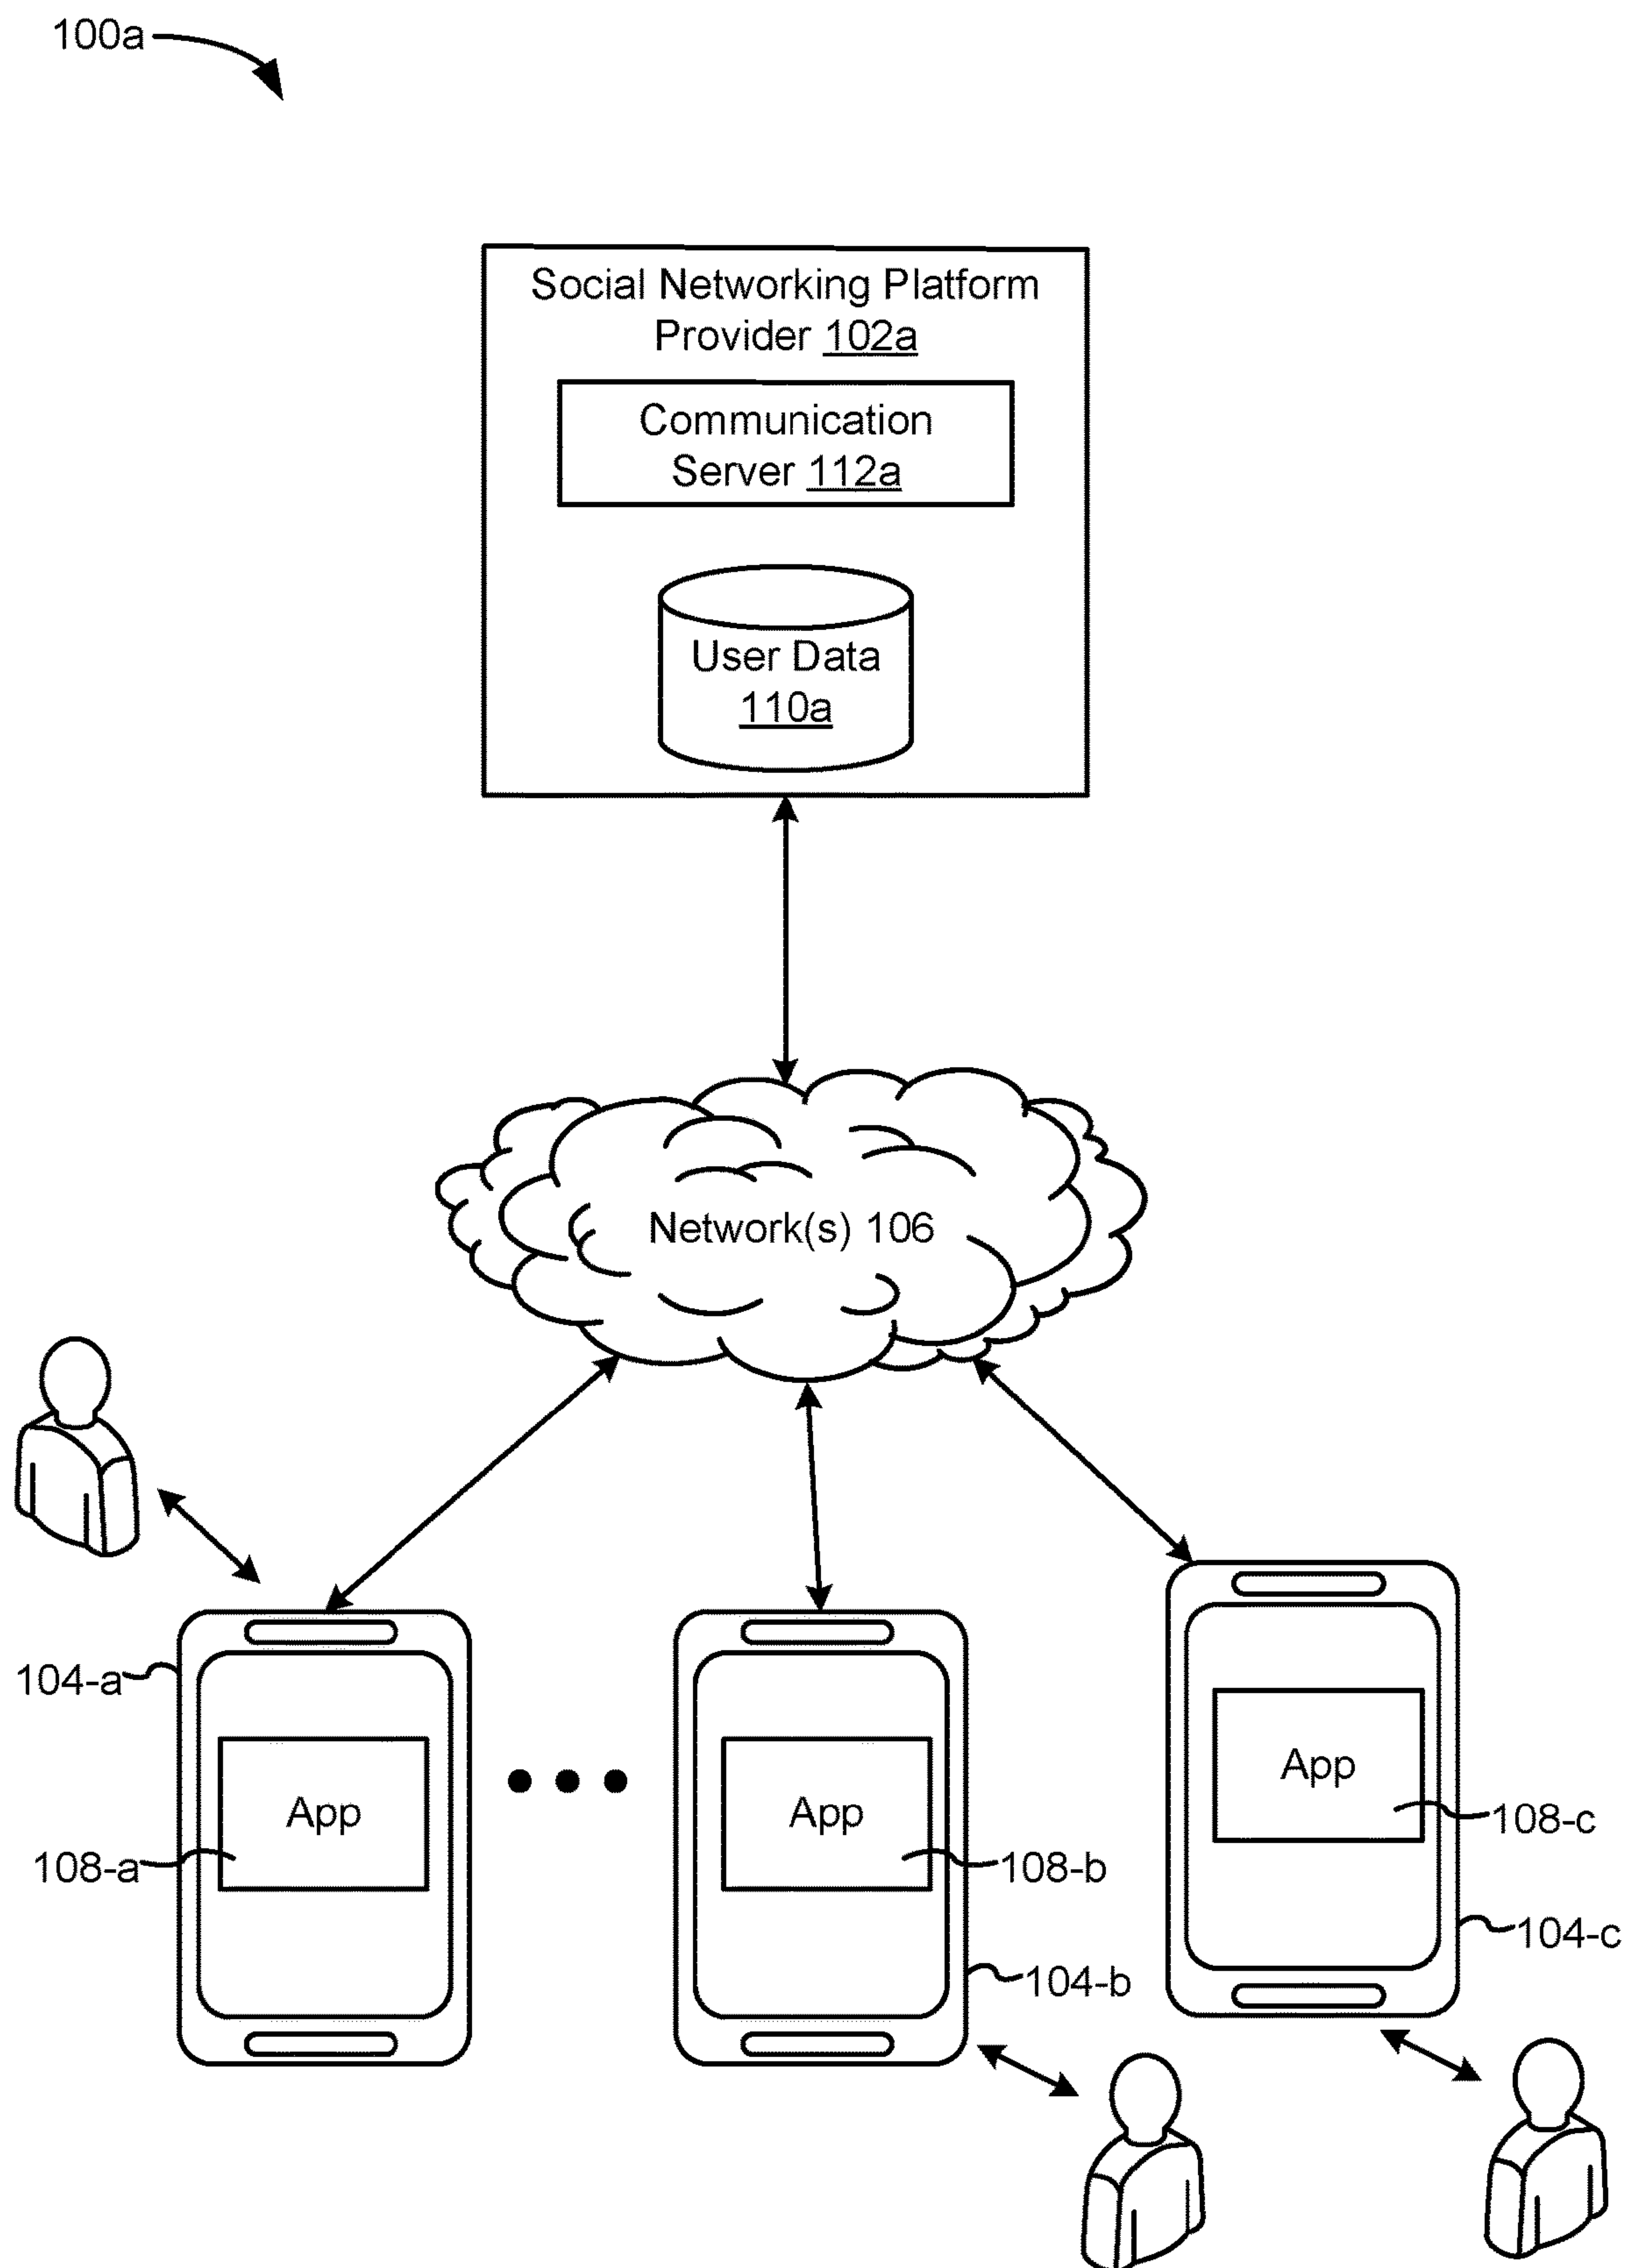 100a
Social Networking Platform
Provider 102a
Communication
Server 112a
User Data
110a
Network(s) 106
104-a
App
108-a
App
108-b
104-b
App
108-c
104-c